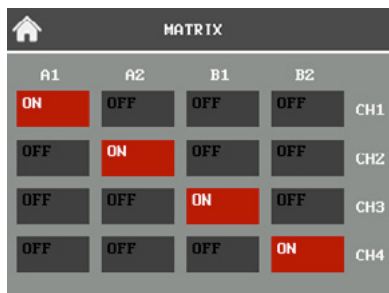 MATRIX
A1 A2 B1 B2
ON OFF OFF OFF CH1
OFF ON OFF OFF CH2
OFF OFF ON OFF CH3
OFF OFF OFF ON CH4